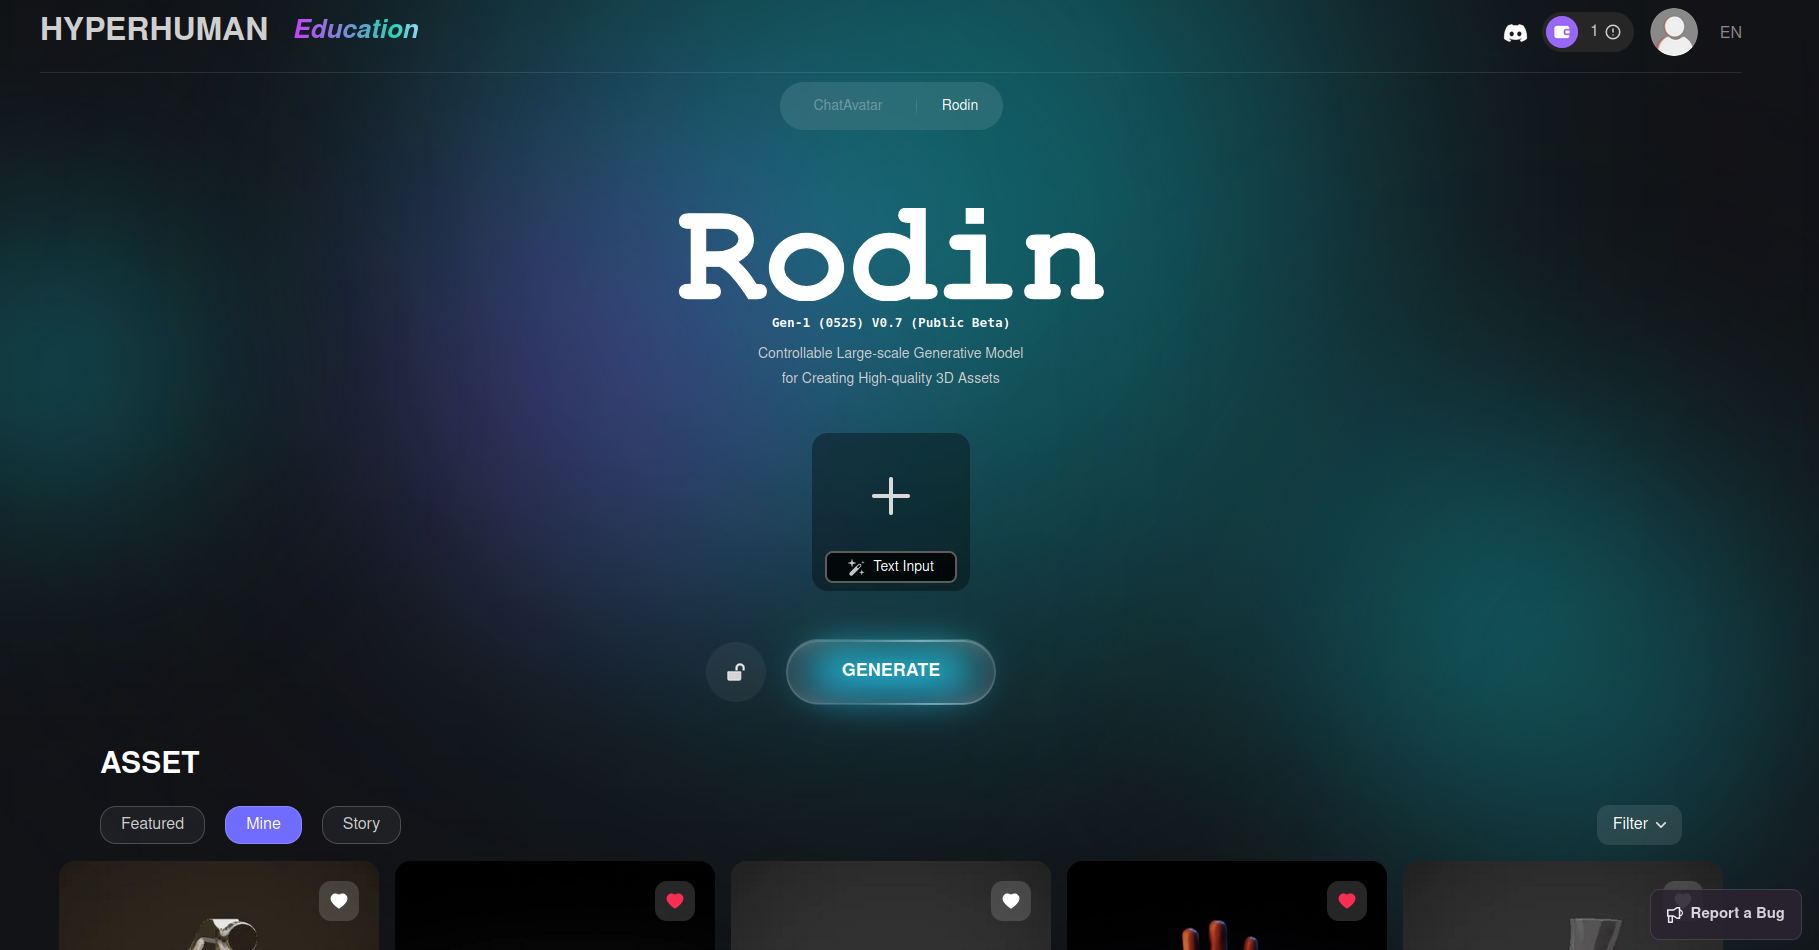 HYPERHUMAN Education
1
EN
ChatAvatar
Rodin
Rodin
Gen-1 (0525) V0.7 (Public Beta)
Controllable Large-scale Generative Model
for Creating High-quality 3D Assets
Text Input
GENERATE
ASSET
Featured
Mine
Story
Filter
Report a Bug